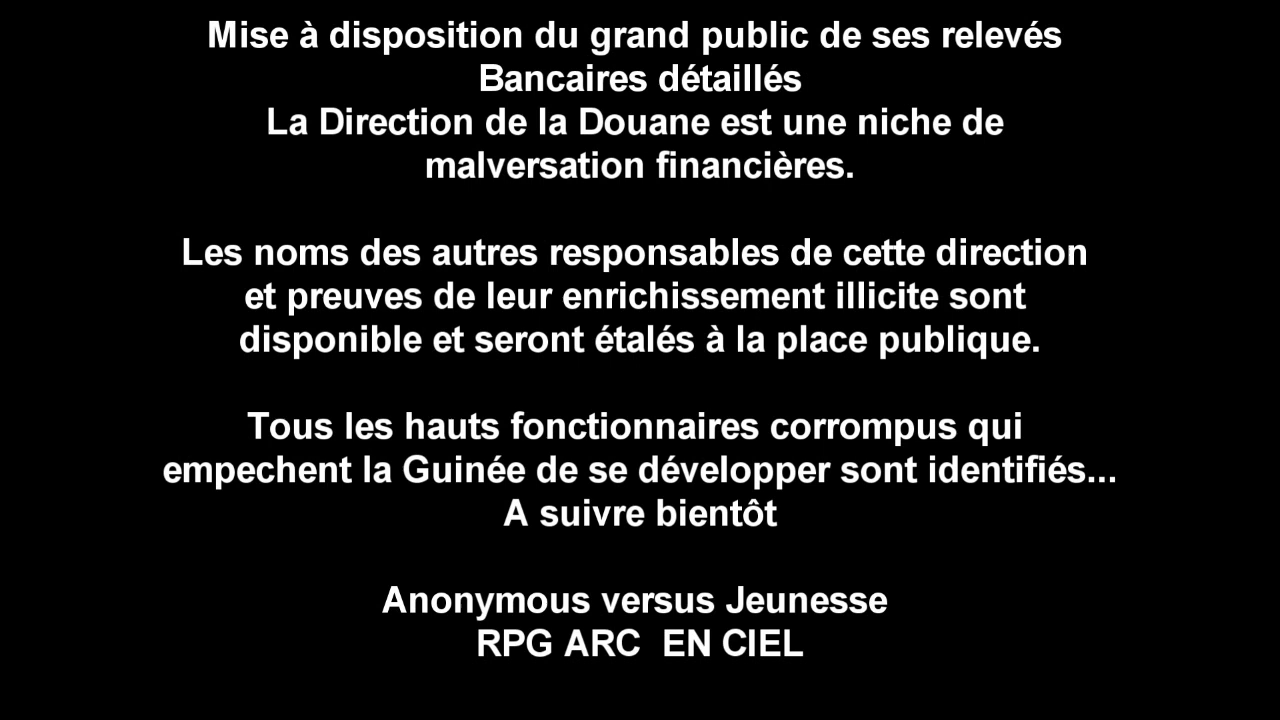 Mise à disposition du grand public de ses relevés
Bancaires détaillés
La Direction de la Douane est une niche de
malversation financières.
Les noms des autres responsables de cette direction
et preuves de leur enrichissement illicite sont
disponible et seront étalés à la place publique.
Tous les hauts fonctionnaires corrompus qui
empechent la Guinée de se développer sont identifiés...
A suivre bientôt
Anonymous versus Jeunesse
RPG ARC EN CIEL